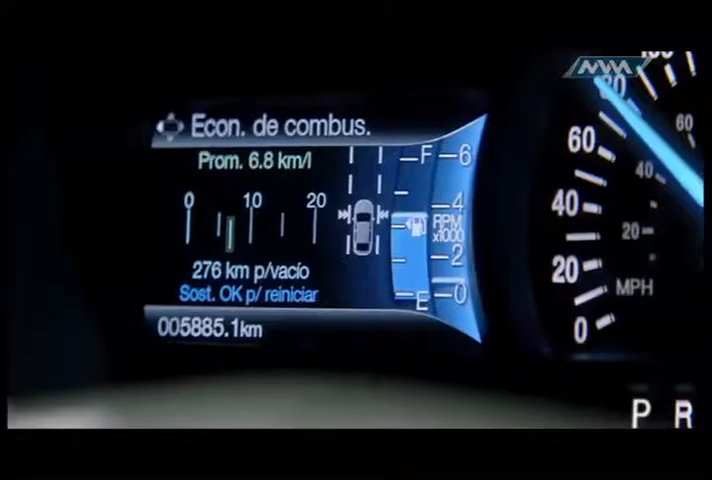 NVM
Econ. de combus.
Prom. 6.8 km/l
0 10 20
276 km p/vacío
Sost. OK p/ reiniciar
005885.1km
F
E
6
4
RPM
x1000
2
0
80
60
40
20
0
60
40
20
MPH
P R